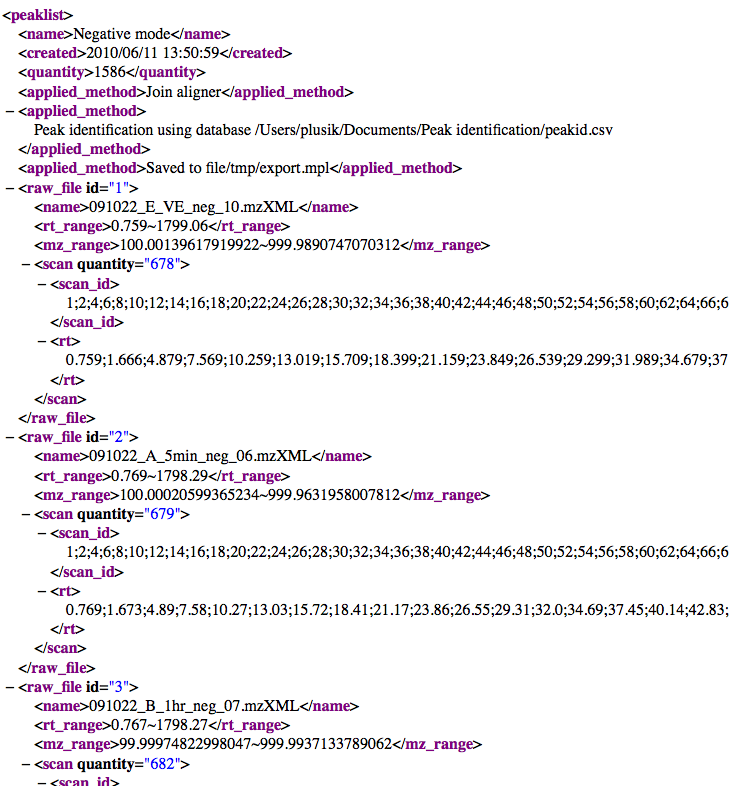 <peaklist>
<name>Negative mode</name>
<created>2010/06/11 13:50:59</created>
<quantity>1586</quantity>
<applied_method>Join aligner</applied_method>
– <applied_method>
Peak identification using database /Users/plusik/Documents/Peak identification/peakid.csv
</applied_method>
<applied_method>Saved to file/tmp/export.mpl</applied_method>
– <raw_file id="1">
<name>091022_E_VE_neg_10.mzXML</name>
<rt_range>0.759~1799.06</rt_range>
<mz_range>100.00139617919922~999.9890747070312</mz_range>
– <scan quantity="678">
– <scan_id>
1;2;4;6;8;10;12;14;16;18;20;22;24;26;28;30;32;34;36;38;40;42;44;46;48;50;52;54;56;58;60;62;64;66;6
</scan_id>
– <rt>
0.759;1.666;4.879;7.569;10.259;13.019;15.709;18.399;21.159;23.849;26.539;29.299;31.989;34.679;37
</rt>
</scan>
</raw_file>
– <raw_file id="2">
<name>091022_A_5min_neg_06.mzXML</name>
<rt_range>0.769~1798.29</rt_range>
<mz_range>100.00020599365234~999.9631958007812</mz_range>
– <scan quantity="679">
– <scan_id>
1;2;4;6;8;10;12;14;16;18;20;22;24;26;28;30;32;34;36;38;40;42;44;46;48;50;52;54;56;58;60;62;64;66;6
</scan_id>
– <rt>
0.769;1.673;4.89;7.58;10.27;13.03;15.72;18.41;21.17;23.86;26.55;29.31;32.0;34.69;37.45;40.14;42.83;
</rt>
</scan>
</raw_file>
– <raw_file id="3">
<name>091022_B_1hr_neg_07.mzXML</name>
<rt_range>0.767~1798.27</rt_range>
<mz_range>99.99974822998047~999.9937133789062</mz_range>
– <scan quantity="682">
– <scan_id>